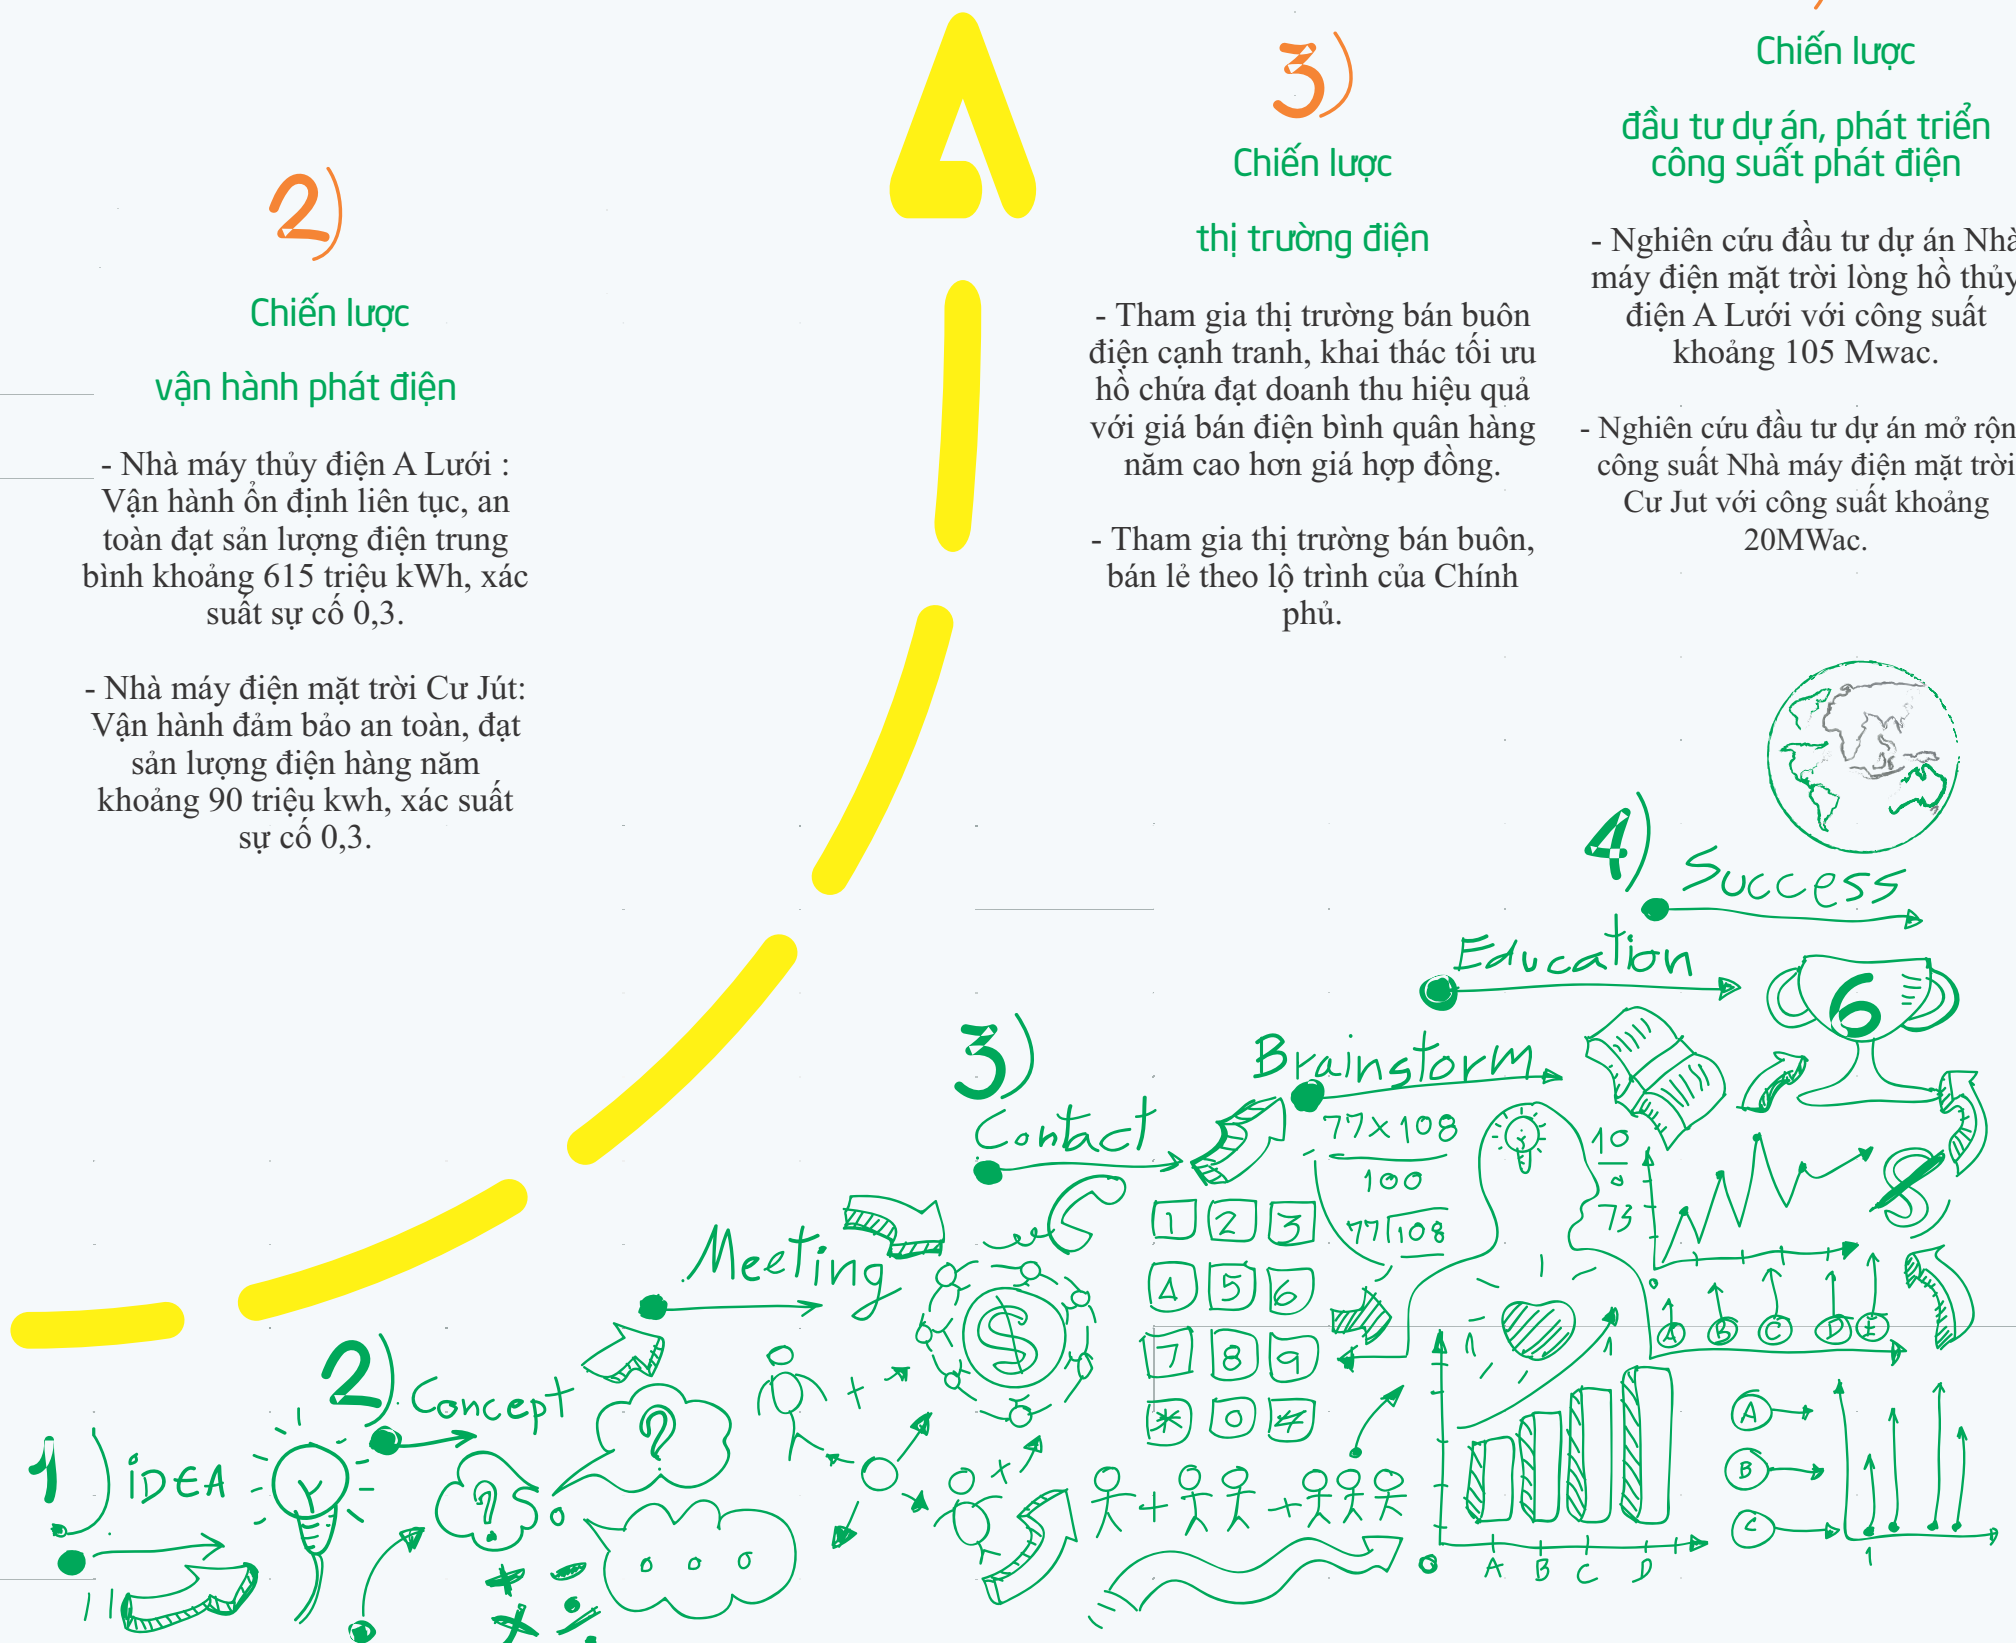 2)
Chiến lược
vận hành phát điện
- Nhà máy thủy điện A Lưới :
Vận hành ổn định liên tục, an
toàn đạt sản lượng điện trung
bình khoảng 615 triệu kWh, xác
suất sự cố 0,3.
- Nhà máy điện mặt trời Cư Jút:
Vận hành đảm bảo an toàn, đạt
sản lượng điện hàng năm
khoảng 90 triệu kwh, xác suất
sự cố 0,3.
3)
Chiến lược
thị trường điện
- Tham gia thị trường bán buôn
điện cạnh tranh, khai thác tối ưu
hồ chứa đạt doanh thu hiệu quả
với giá bán điện bình quân hàng
năm cao hơn giá hợp đồng.
- Tham gia thị trường bán buôn,
bán lẻ theo lộ trình của Chính
phủ.
Chiến lược
đầu tư dự án, phát triển
công suất phát điện
- Nghiên cứu đầu tư dự án Nhà
máy điện mặt trời lòng hồ thủy
điện A Lưới với công suất
khoảng 105 Mwac.
- Nghiên cứu đầu tư dự án mở rộn
công suất Nhà máy điện mặt trời
Cư Jut với công suất khoảng
20MWac.
4)
Success
Education
6
3)
Brainstorm
Contact
77×108
100
77 108
10
0
73
1 2 3
4 5 6
7 8 9
* 0 #
Meeting
$
A B C D E
2)
Concept
?
?
1) iDEA
A
B
C
A B C D
0
1